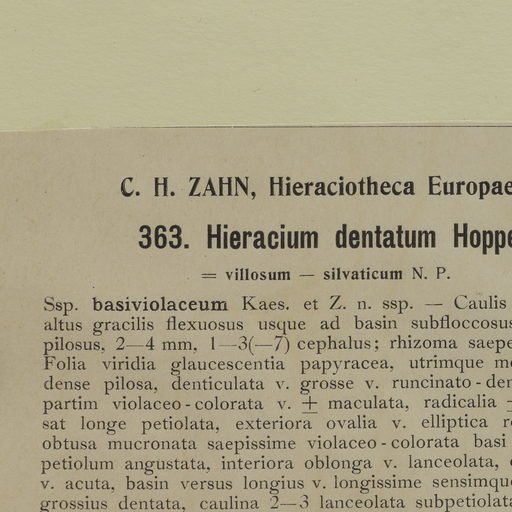 C. H. ZAHN, Hieraciotheca Europae
363. Hieracium dentatum Hoppe
= villosum — silvaticum N. P.
Ssp. basiviolaceum Kaes. et Z. n. ssp. — Caulis
altus gracilis flexuosus usque ad basin subfloccosus
pilosus, 2—4 mm, 1—3(—7) cephalus; rhizoma saepe
Folia viridia glaucescentia papyracea, utrimque
dense pilosa, denticulata v. grosse v. runcinato-den
partim violaceo-colorata v. ± maculata, radicalia
sat longe petiolata, exteriora ovalia v. elliptica
obtusa mucronata saepissime violaceo-colorata basi
petiolum angustata, interiora oblonga v. lanceolata,
v. acuta, basin versus longius v. longissime sensimque
grossius dentata, caulina 2—3 lanceolata subpetiolata